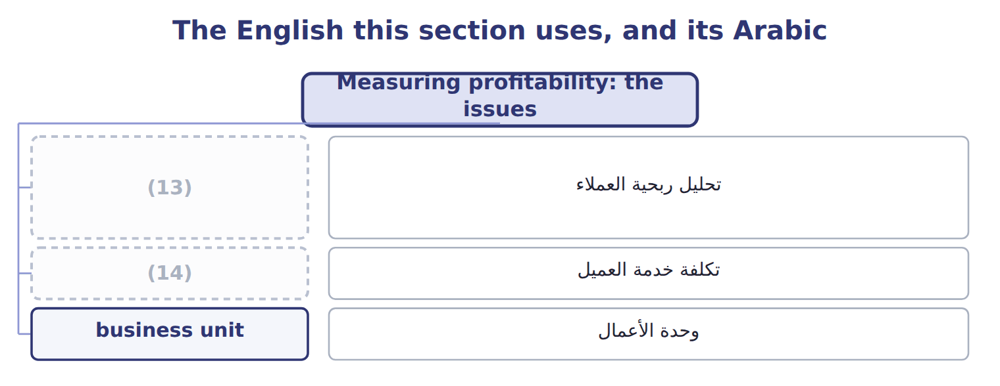 The English this section uses, and its Arabic
Measuring profitability: the
issues
(13)
تحليل ربحية العملاء
(14)
تكلفة خدمة العميل
business unit
وحدة الأعمال